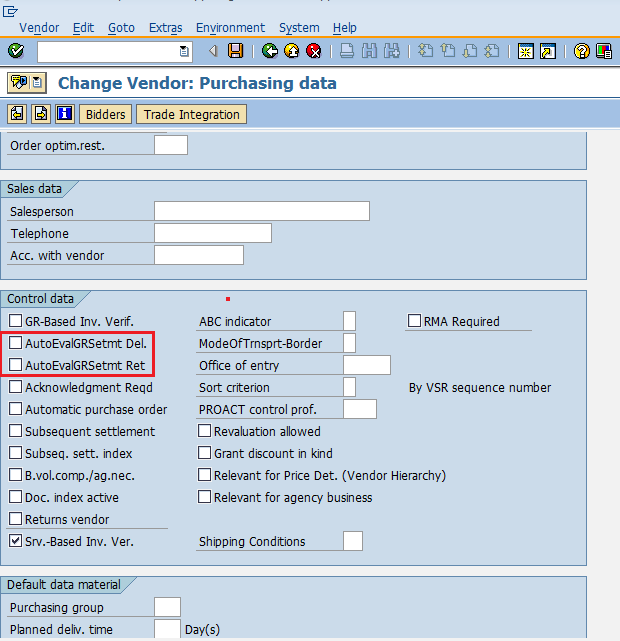 Vendor Edit Goto Extras Environment System Help
Change Vendor: Purchasing data
Bidders Trade Integration
Order optim.rest.
Sales data
Salesperson
Telephone
Acc. with vendor
Control data
GR-Based Inv. Verif. ABC indicator RMA Required
AutoEvalGRSetmt Del. ModeOfTrnsprt-Border
AutoEvalGRSetmt Ret Office of entry
Acknowledgment Reqd Sort criterion By VSR sequence number
Automatic purchase order PROACT control prof.
Subsequent settlement Revaluation allowed
Subseq. sett. index Grant discount in kind
B.vol.comp./ag.nec. Relevant for Price Det. (Vendor Hierarchy)
Doc. index active Relevant for agency business
Returns vendor
Srv.-Based Inv. Ver. Shipping Conditions
Default data material
Purchasing group
Planned deliv. time Day(s)